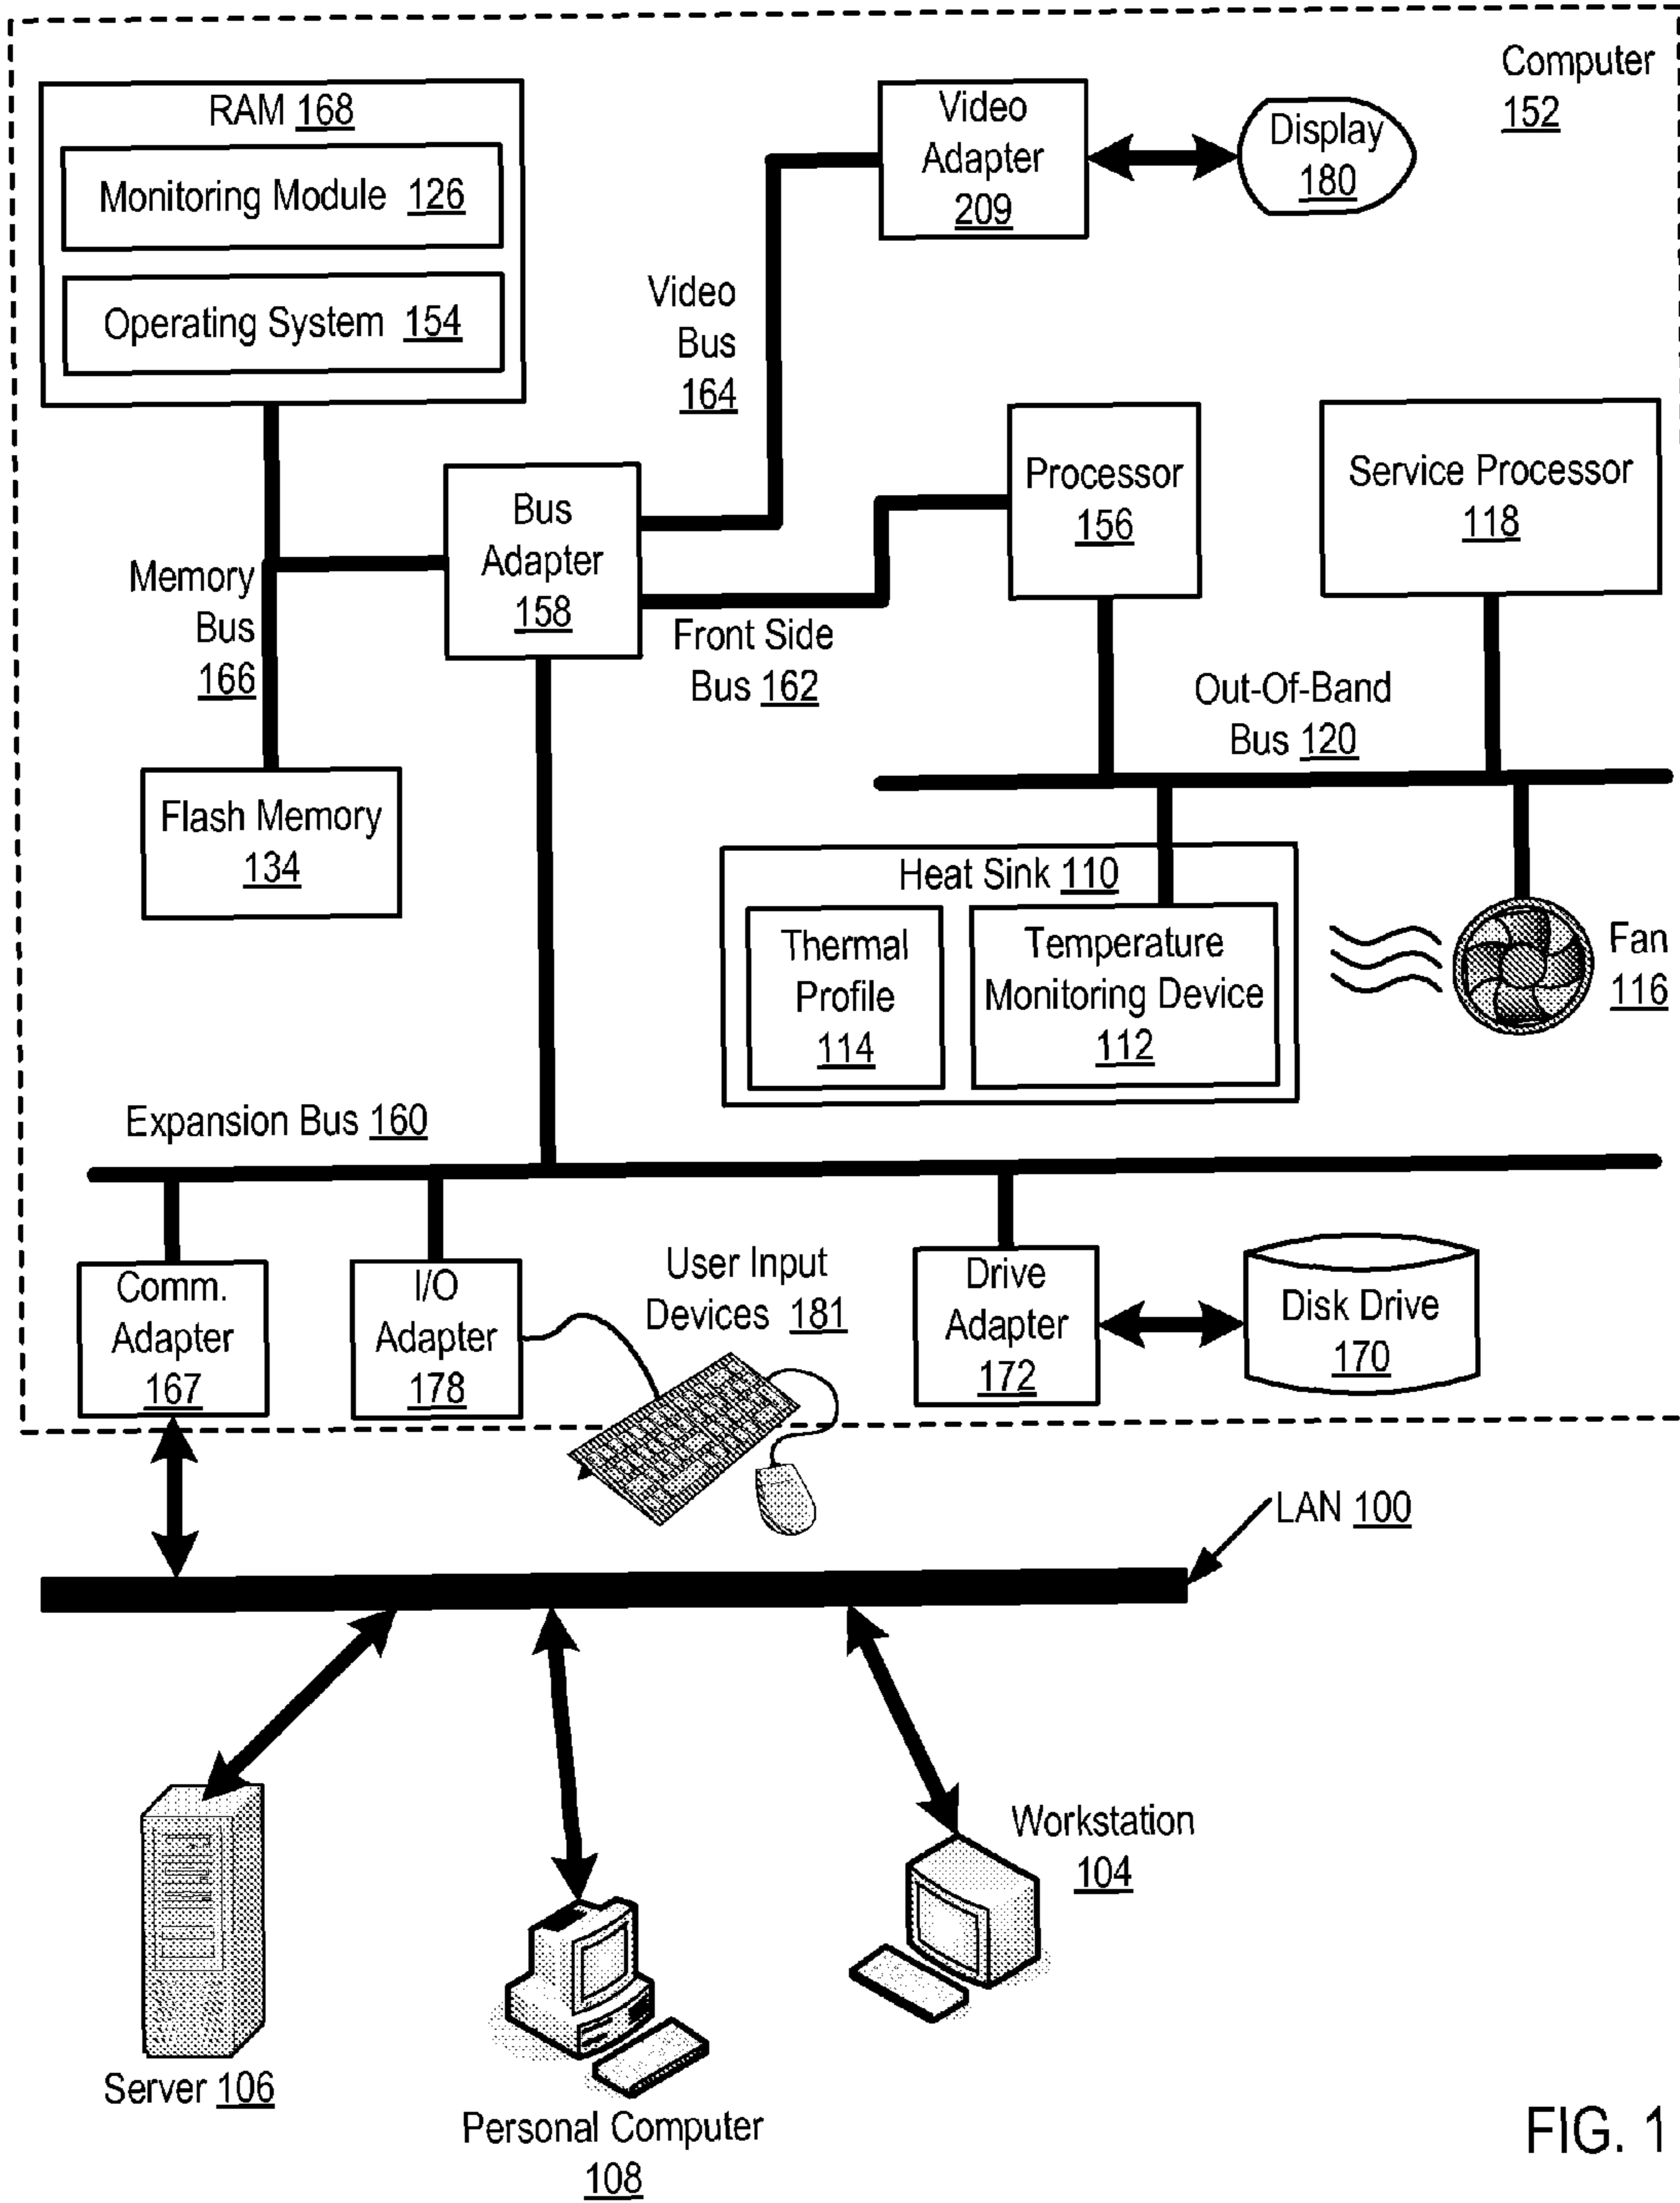 Computer
152
RAM 168
Monitoring Module 126
Operating System 154
Video
Adapter
209
Display
180
Video
Bus
164
Processor
156
Service Processor
118
Bus
Adapter
158
Memory
Bus
166
Front Side
Bus 162
Out-Of-Band
Bus 120
Flash Memory
134
Heat Sink 110
Thermal
Profile
114
Temperature
Monitoring Device
112
Fan
116
Expansion Bus 160
Comm.
Adapter
167
I/O
Adapter
178
User Input
Devices 181
Drive
Adapter
172
Disk Drive
170
LAN 100
Workstation
104
Server 106
Personal Computer
108
FIG. 1